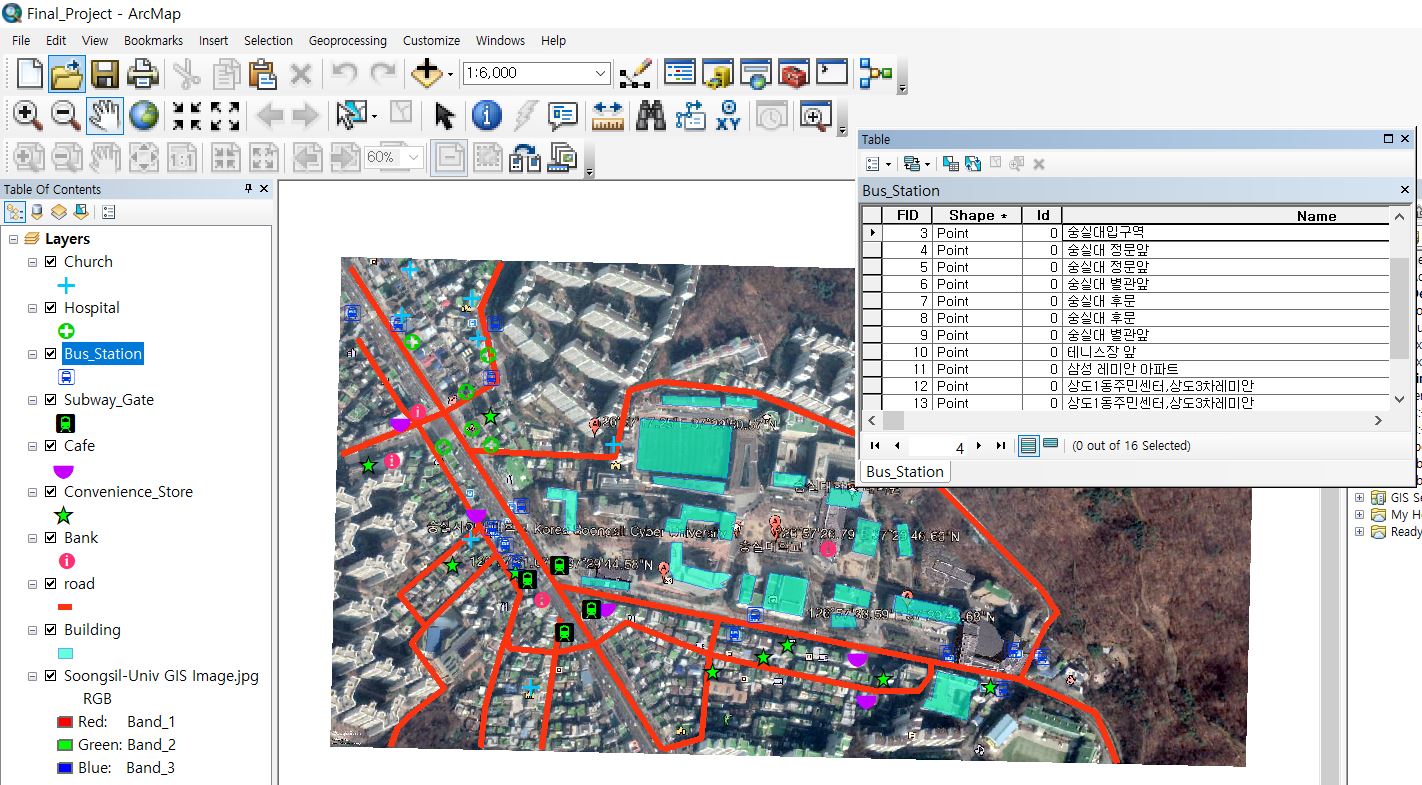 Final_Project - ArcMap
File Edit View Bookmarks Insert Selection Geoprocessing Customize Windows Help
1:6,000
XY
1:1
60%
Table Of Contents
Layers
Church
Hospital
Bus_Station
Subway_Gate
Cafe
Convenience_Store
Bank
road
Building
Soongsil-Univ GIS Image.jpg
RGB
Red: Band_1
Green: Band_2
Blue: Band_3
Korea Soongsil Cyber University
Table
Bus_Station
FID Shape * Id Name
3 Point 0 숭실대입구역
4 Point 0 숭실대 정문앞
5 Point 0 숭실대 정문앞
6 Point 0 숭실대 별관앞
7 Point 0 숭실대 후문
8 Point 0 숭실대 후문
9 Point 0 숭실대 별관앞
10 Point 0 테니스장 앞
11 Point 0 삼성 레미안 아파트
12 Point 0 상도1동주민센터,상도3차레미안
13 Point 0 상도1동주민센터,상도3차레미안
4
(0 out of 16 Selected)
Bus_Station
GIS Se
My Ho
Ready